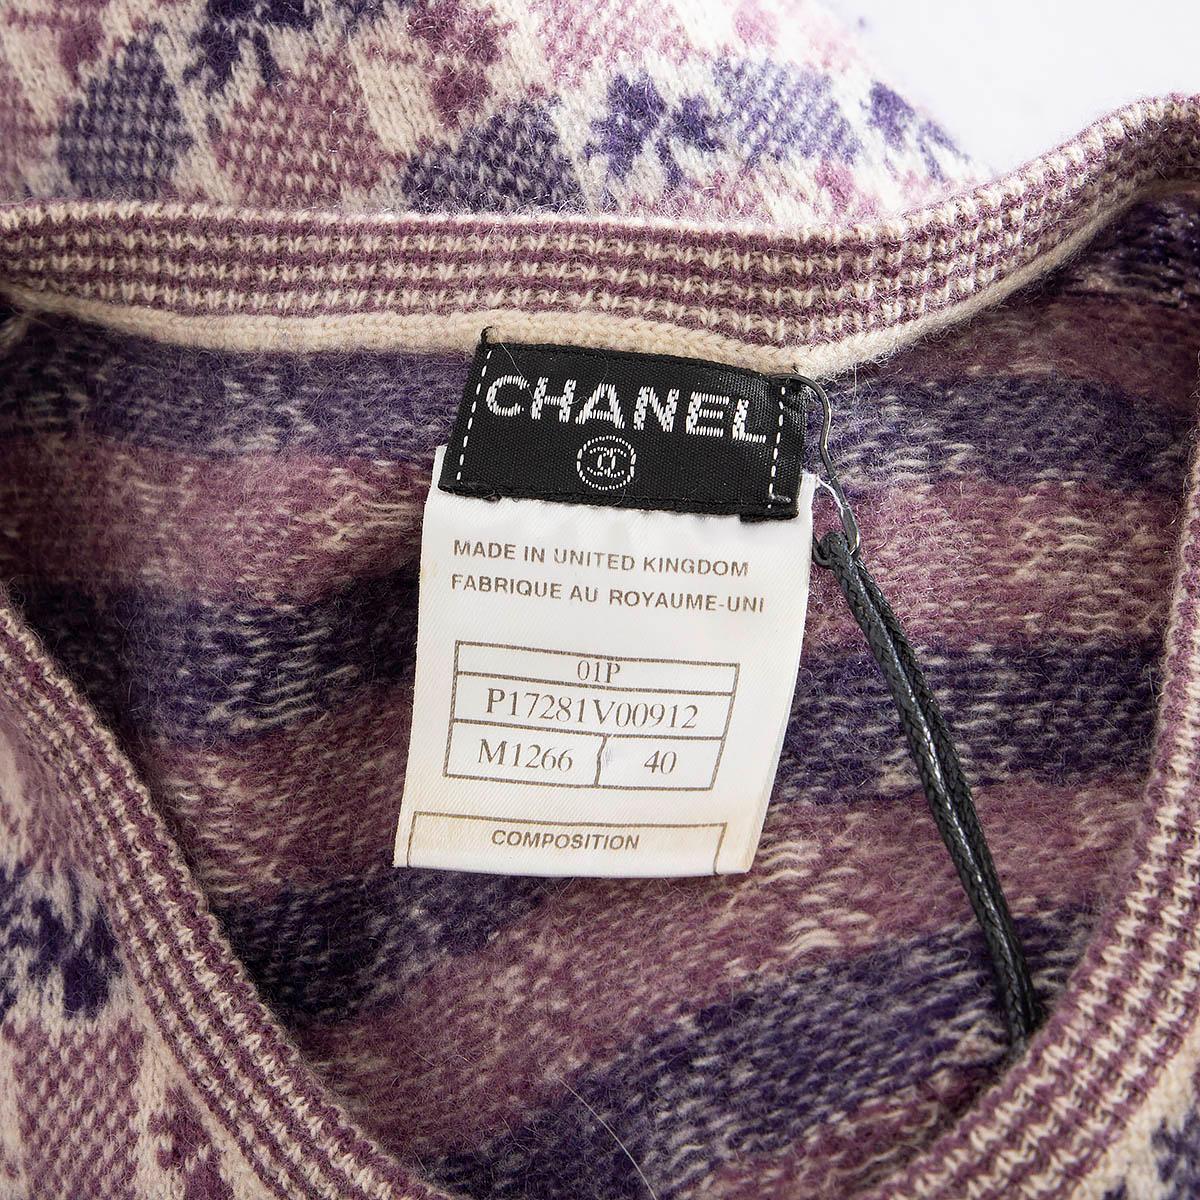 CHANEL
MADE IN UNITED KINGDOM
FABRIQUE AU ROYAUME-UNI
01P
P17281V00912
M1266 40
COMPOSITION